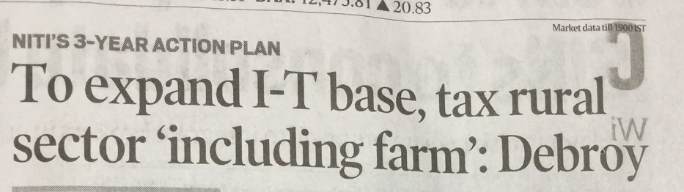 ▲ 20.83
Market data till 1900 IST
NITI'S 3-YEAR ACTION PLAN
To expand I-T base, tax rural
sector ‘including farm’: Debroy